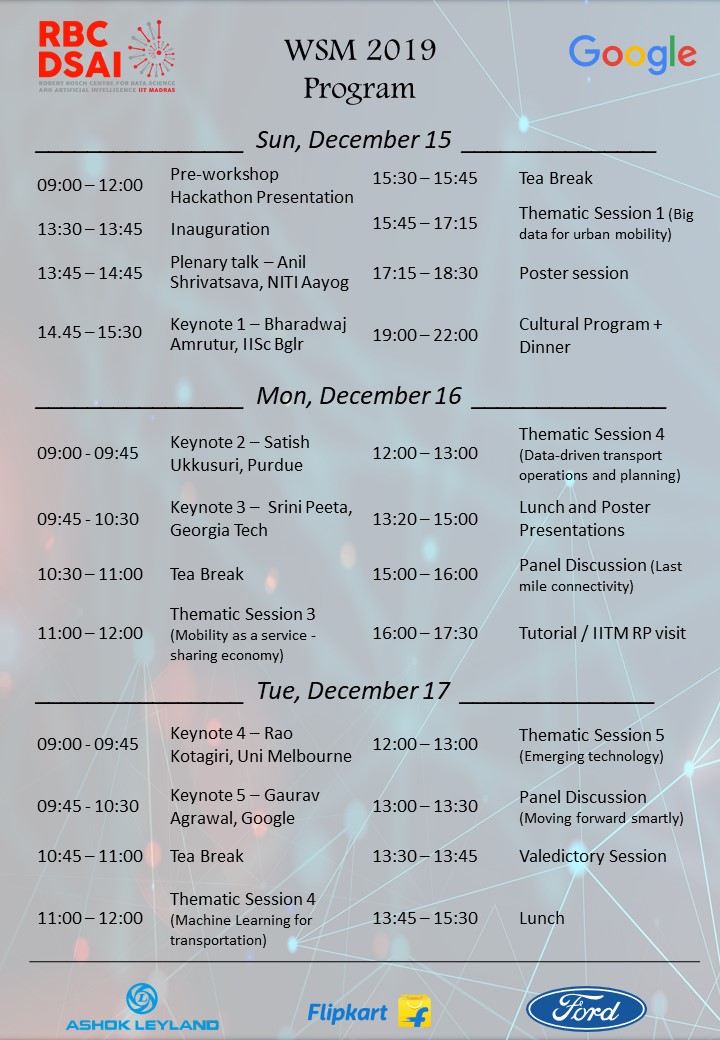 RBC
DSAI
ROBERT BOSCH CENTRE FOR DATA SCIENCE
AND ARTIFICIAL INTELLIGENCE IIT MADRAS
WSM 2019
Program
Google
Sun, December 15
09:00 – 12:00
Pre-workshop
Hackathon Presentation
13:30 – 13:45
Inauguration
13:45 – 14:45
Plenary talk – Anil
Shrivatsava, NITI Aayog
14.45 – 15:30
Keynote 1 – Bharadwaj
Amrutur, IISc Bglr
15:30 – 15:45
Tea Break
15:45 – 17:15
Thematic Session 1 (Big
data for urban mobility)
17:15 – 18:30
Poster session
19:00 – 22:00
Cultural Program +
Dinner
Mon, December 16
09:00 - 09:45
Keynote 2 – Satish
Ukkusuri, Purdue
09:45 - 10:30
Keynote 3 – Srini Peeta,
Georgia Tech
10:30 – 11:00
Tea Break
11:00 – 12:00
Thematic Session 3
(Mobility as a service -
sharing economy)
12:00 – 13:00
Thematic Session 4
(Data-driven transport
operations and planning)
13:20 – 15:00
Lunch and Poster
Presentations
15:00 – 16:00
Panel Discussion (Last
mile connectivity)
16:00 – 17:30
Tutorial / IITM RP visit
Tue, December 17
09:00 - 09:45
Keynote 4 – Rao
Kotagiri, Uni Melbourne
09:45 - 10:30
Keynote 5 – Gaurav
Agrawal, Google
10:45 – 11:00
Tea Break
11:00 – 12:00
Thematic Session 4
(Machine Learning for
transportation)
12:00 – 13:00
Thematic Session 5
(Emerging technology)
13:00 – 13:30
Panel Discussion
(Moving forward smartly)
13:30 – 13:45
Valedictory Session
13:45 – 15:30
Lunch
ASHOK LEYLAND
Flipkart
Ford